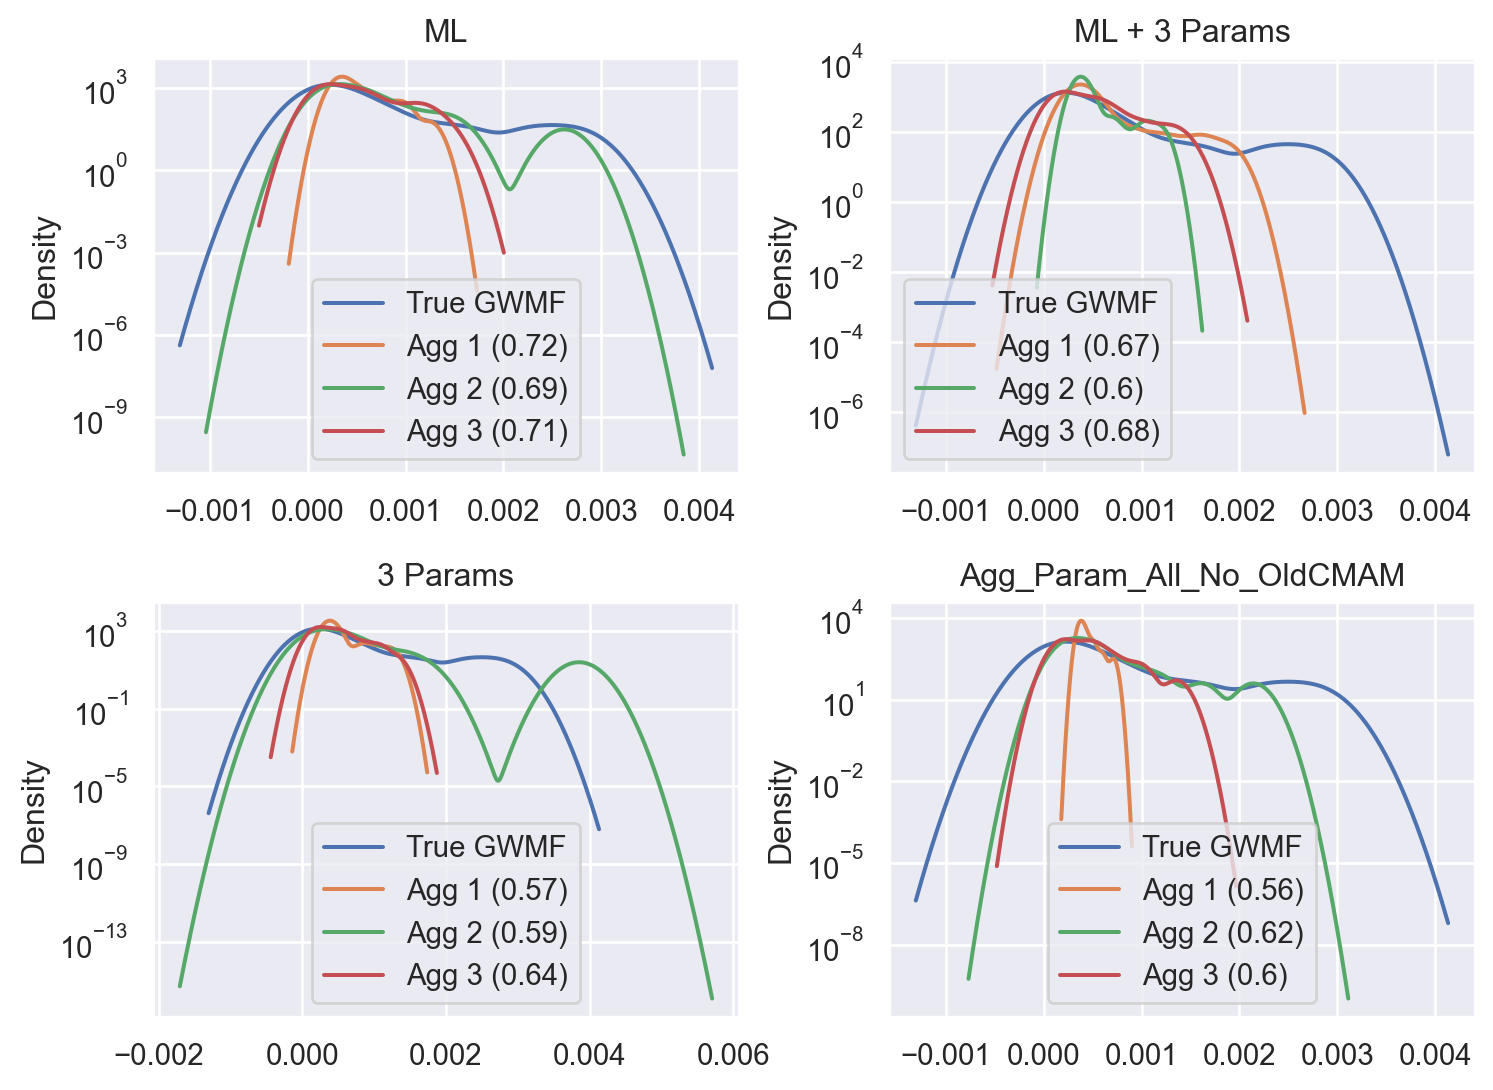 ML
10^3
10^0
10^−3
10^−6
10^−9
Density
−0.001 0.000 0.001 0.002 0.003 0.004
True GWMF
Agg 1 (0.72)
Agg 2 (0.69)
Agg 3 (0.71)
ML + 3 Params
10^4
10^2
10^0
10^−2
10^−4
10^−6
Density
−0.001 0.000 0.001 0.002 0.003 0.004
True GWMF
Agg 1 (0.67)
Agg 2 (0.6)
Agg 3 (0.68)
3 Params
10^3
10^−1
10^−5
10^−9
10^−13
Density
−0.002 0.000 0.002 0.004 0.006
True GWMF
Agg 1 (0.57)
Agg 2 (0.59)
Agg 3 (0.64)
Agg_Param_All_No_OldCMAM
10^4
10^1
10^−2
10^−5
10^−8
Density
−0.001 0.000 0.001 0.002 0.003 0.004
True GWMF
Agg 1 (0.56)
Agg 2 (0.62)
Agg 3 (0.6)